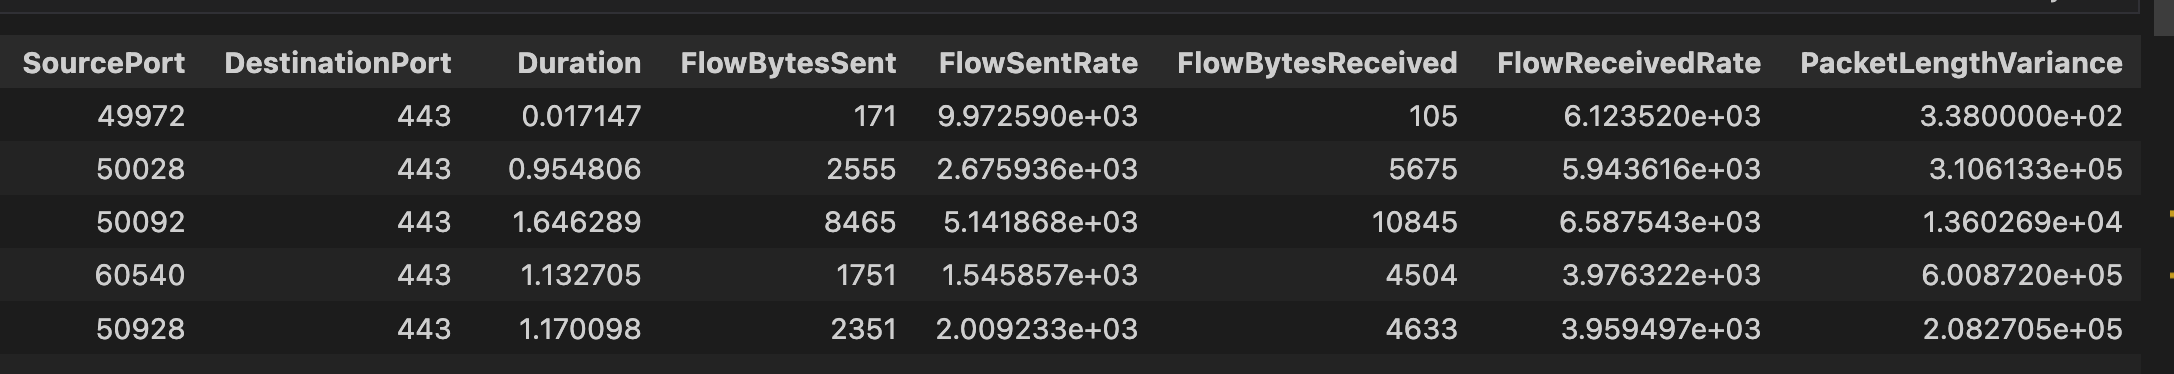 SourcePort DestinationPort Duration FlowBytesSent FlowSentRate FlowBytesReceived FlowReceivedRate PacketLengthVariance
49972 443 0.017147 171 9.972590e+03 105 6.123520e+03 3.380000e+02
50028 443 0.954806 2555 2.675936e+03 5675 5.943616e+03 3.106133e+05
50092 443 1.646289 8465 5.141868e+03 10845 6.587543e+03 1.360269e+04
60540 443 1.132705 1751 1.545857e+03 4504 3.976322e+03 6.008720e+05
50928 443 1.170098 2351 2.009233e+03 4633 3.959497e+03 2.082705e+05